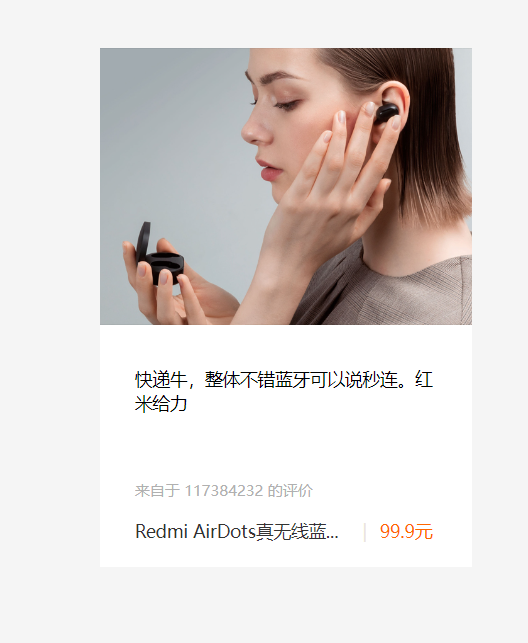 快递牛，整体不错蓝牙可以说秒连。红
米给力
来自于 117384232 的评价
Redmi AirDots真无线蓝...
99.9元